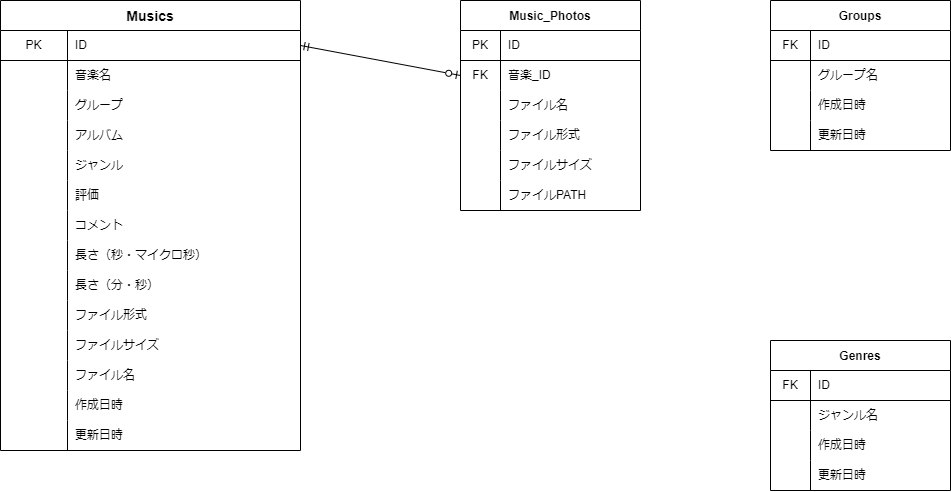 Musics
PK ID
音楽名
グループ
アルバム
ジャンル
評価
コメント
長さ（秒・マイクロ秒）
長さ（分・秒）
ファイル形式
ファイルサイズ
ファイル名
作成日時
更新日時
Music_Photos
PK ID
FK 音楽_ID
ファイル名
ファイル形式
ファイルサイズ
ファイルPATH
Groups
FK ID
グループ名
作成日時
更新日時
Genres
FK ID
ジャンル名
作成日時
更新日時